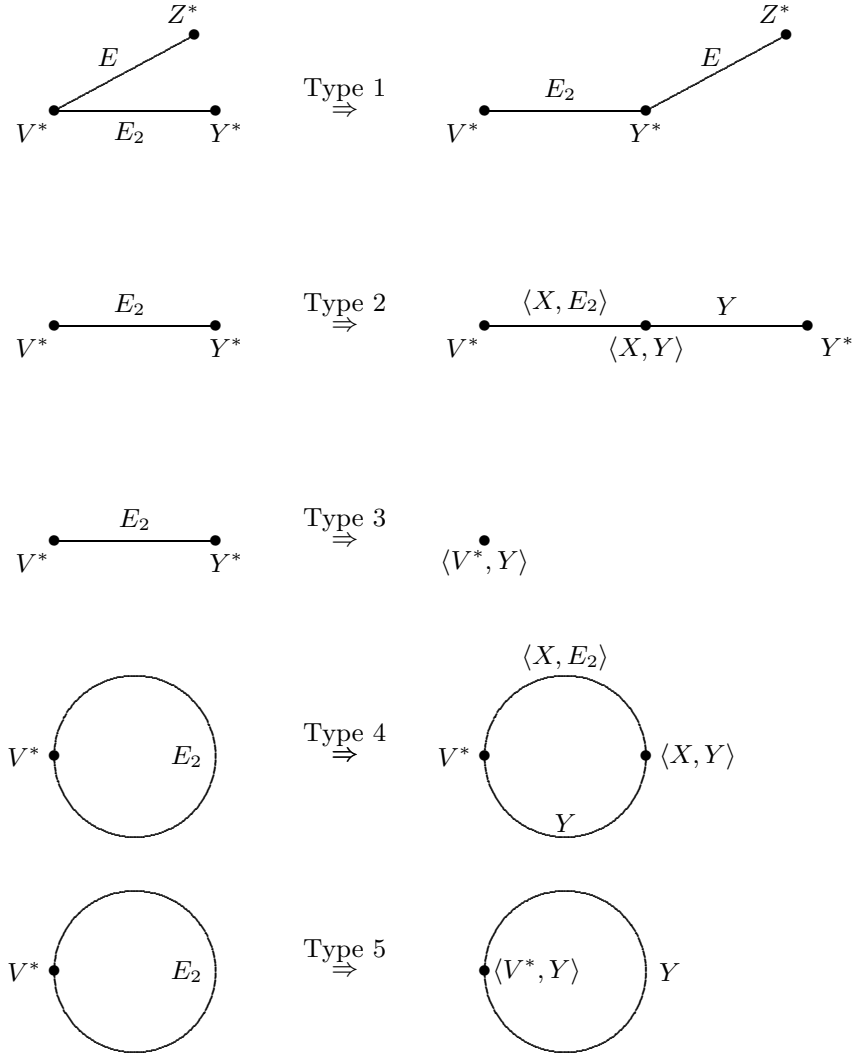 Z*
E
Type 1
⇒
E
E₂
V* E₂ Y*
V* Y*
Z*
E₂
Type 2
⇒
⟨X, E₂⟩ Y
V* Y*
V* ⟨X, Y⟩ Y*
E₂
Type 3
⇒
V* Y*
⟨V*, Y⟩
⟨X, E₂⟩
V* E₂
Type 4
⇒
V* ⟨X, Y⟩
Y
V* E₂
Type 5
⇒
⟨V*, Y⟩ Y